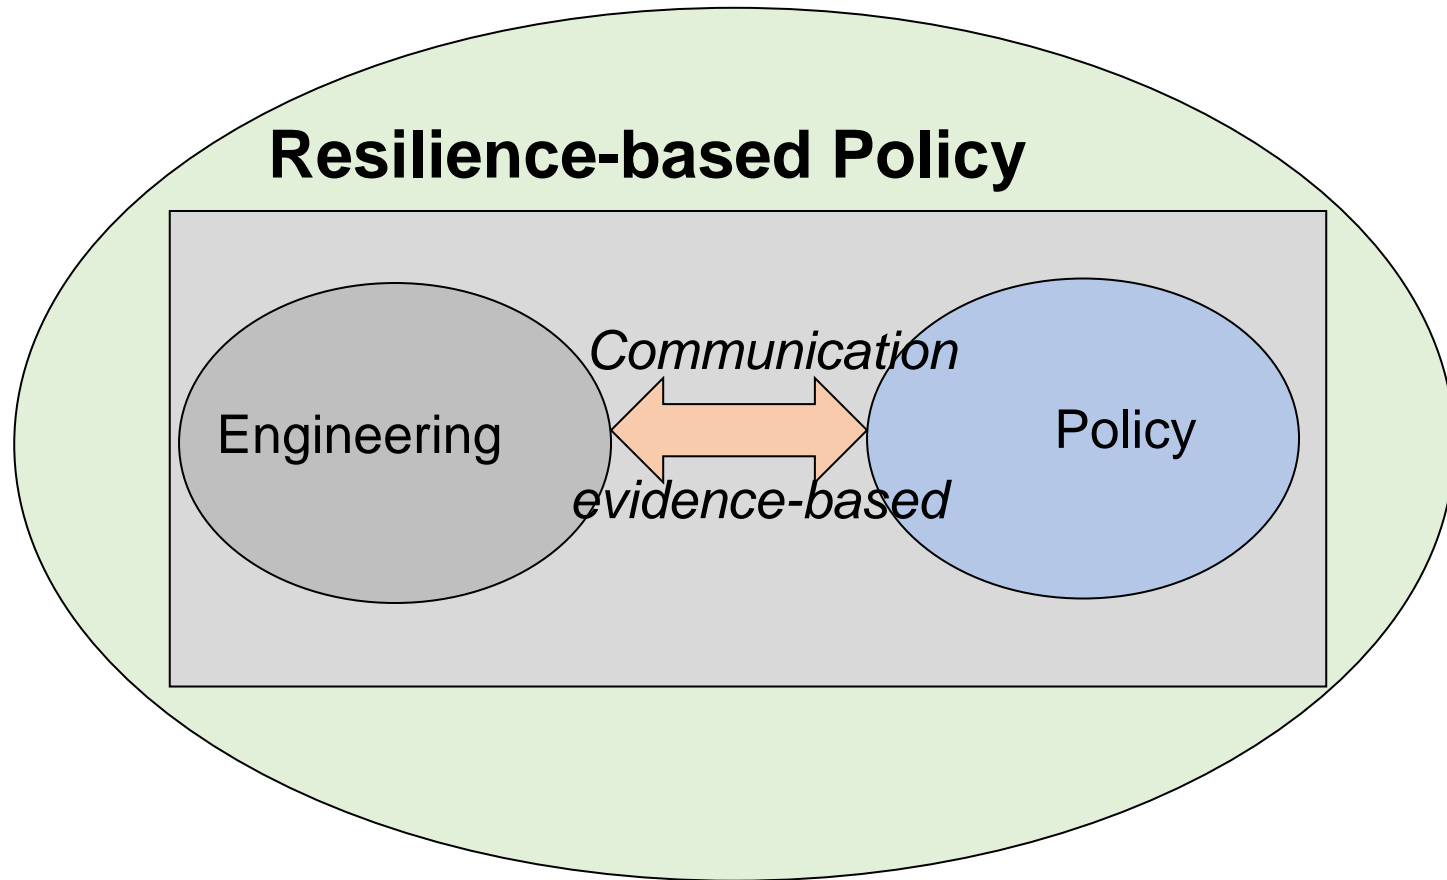 Resilience-based Policy
Communication
Engineering
Policy
evidence-based